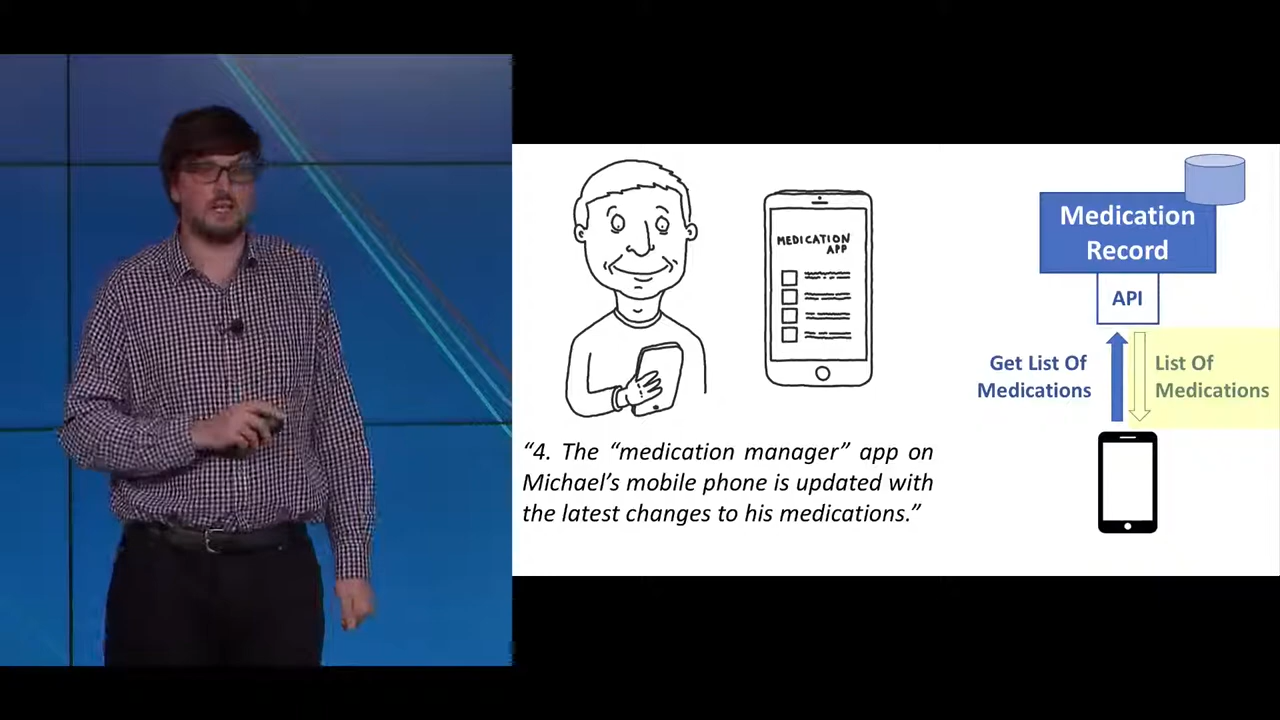 MEDICATION
APP
"4. The "medication manager" app on
Michael's mobile phone is updated with
the latest changes to his medications."
Medication
Record
API
Get List Of
Medications
List Of
Medications